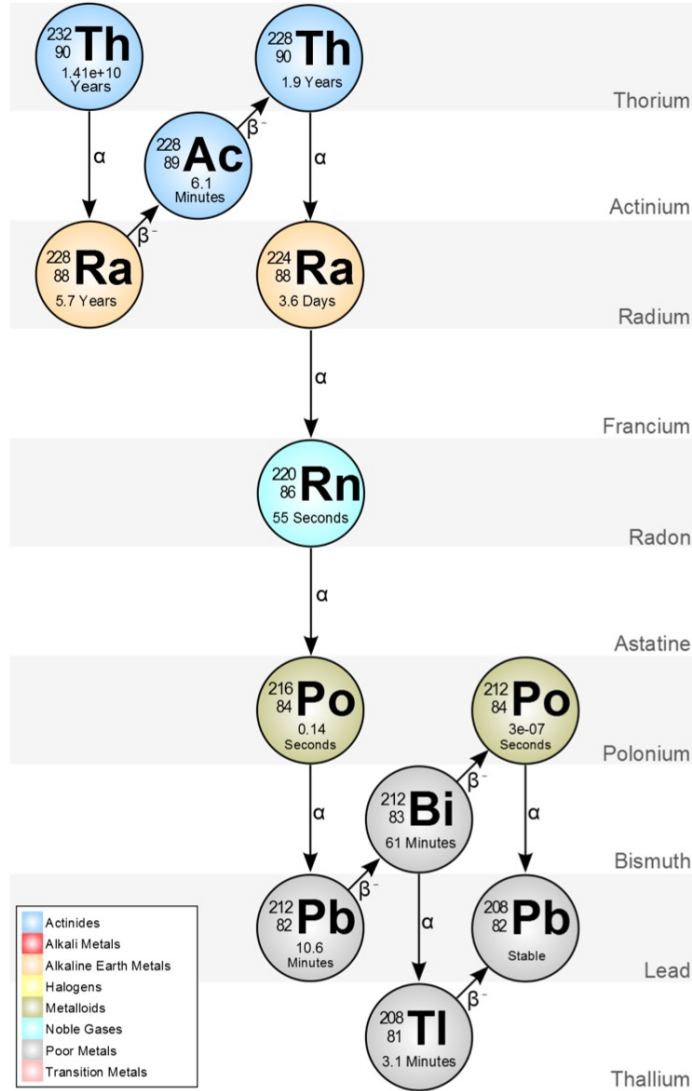 232
90 Th
1.41e+10
Years
228
90 Th
1.9 Years
Thorium
α
β⁻
α
228
89 Ac
6.1
Minutes
Actinium
β⁻
228
88 Ra
5.7 Years
224
88 Ra
3.6 Days
Radium
α
Francium
220
86 Rn
55 Seconds
Radon
α
Astatine
216
84 Po
0.14
Seconds
212
84 Po
3e-07
Seconds
Polonium
α
β⁻
α
212
83 Bi
61 Minutes
Bismuth
β⁻
212
82 Pb
10.6
Minutes
α
208
82 Pb
Stable
Lead
β⁻
208
81 Tl
3.1 Minutes
Thallium
Actinides
Alkali Metals
Alkaline Earth Metals
Halogens
Metalloids
Noble Gases
Poor Metals
Transition Metals